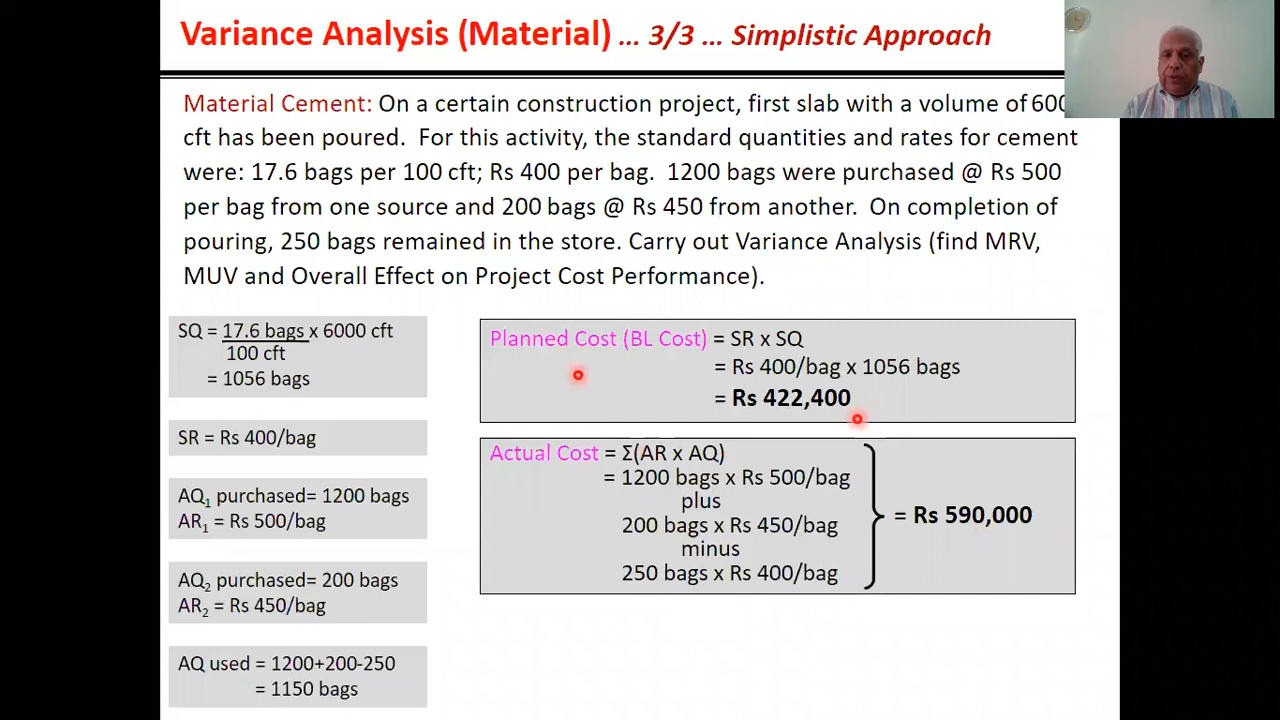 Variance Analysis (Material) … 3/3 … Simplistic Approach
Material Cement: On a certain construction project, first slab with a volume of 600
cft has been poured. For this activity, the standard quantities and rates for cement
were: 17.6 bags per 100 cft; Rs 400 per bag. 1200 bags were purchased @ Rs 500
per bag from one source and 200 bags @ Rs 450 from another. On completion of
pouring, 250 bags remained in the store. Carry out Variance Analysis (find MRV,
MUV and Overall Effect on Project Cost Performance).
SQ = 17.6 bags x 6000 cft
100 cft
= 1056 bags
SR = Rs 400/bag
AQ1 purchased= 1200 bags
AR1 = Rs 500/bag
AQ2 purchased= 200 bags
AR2 = Rs 450/bag
AQ used = 1200+200-250
= 1150 bags
Planned Cost (BL Cost) = SR x SQ
= Rs 400/bag x 1056 bags
= Rs 422,400
Actual Cost = Σ(AR x AQ)
= 1200 bags x Rs 500/bag
plus
200 bags x Rs 450/bag
minus
250 bags x Rs 400/bag
= Rs 590,000